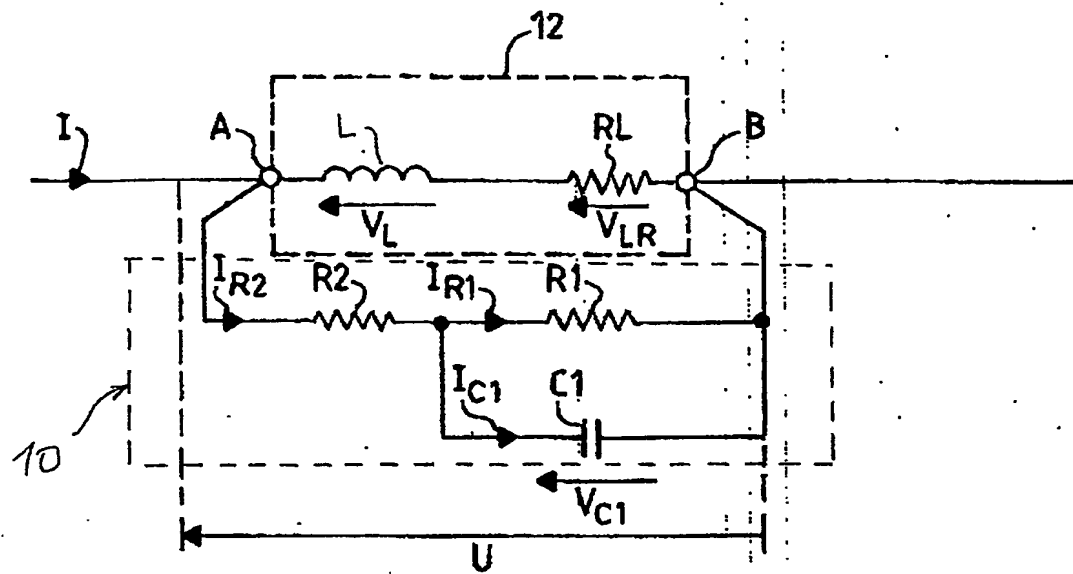 12
I A L RL B
VL VLR
IR2 R2 IR1 R1
IC1 C1
10
VC1
U